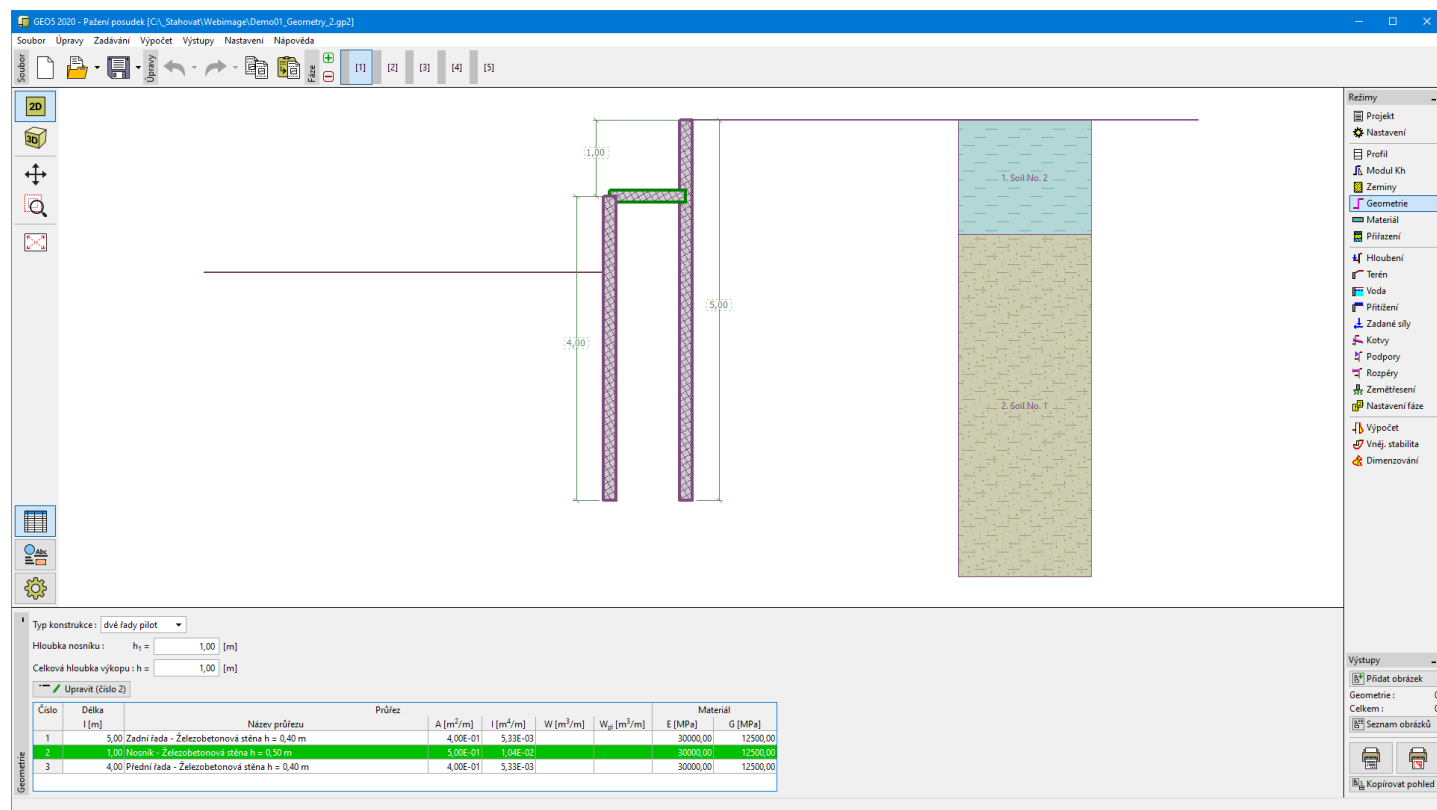 GEO5 2020 - Pažení posudek [C:\_Stahovat\Webimage\Demo01_Geometry_2.gp2]
Soubor Úpravy Zadávání Výpočet Výstupy Nastavení Nápověda
Soubor
Úpravy
Fáze
[1] [2] [3] [4] [5]
2D
3D
Abc
1,00
5,00
4,00
1. Soil No. 2
2. Soil No. 1
Režimy
Projekt
Nastavení
Profil
Modul Kh
Zeminy
Geometrie
Materiál
Přiřazení
Hloubení
Terén
Voda
Přitížení
Zadané síly
Kotvy
Podpory
Rozpěry
Zemětřesení
Nastavení fáze
Výpočet
Vněj. stabilita
Dimenzování
Geometrie
Typ konstrukce : dvě řady pilot
Hloubka nosníku : h1 = 1,00 [m]
Celková hloubka výkopu : h = 1,00 [m]
Upravit (číslo 2)
Číslo Délka Průřez Materiál
l [m] Název průřezu A [m2/m] I [m4/m] W [m3/m] Wpl [m3/m] E [MPa] G [MPa]
1 5,00 Zadní řada - Železobetonová stěna h = 0,40 m 4,00E-01 5,33E-03 30000,00 12500,00
2 1,00 Nosník - Železobetonová stěna h = 0,50 m 5,00E-01 1,04E-02 30000,00 12500,00
3 4,00 Přední řada - Železobetonová stěna h = 0,40 m 4,00E-01 5,33E-03 30000,00 12500,00
Výstupy
Přidat obrázek
Geometrie : 0
Celkem : 0
Seznam obrázků
Kopírovat pohled